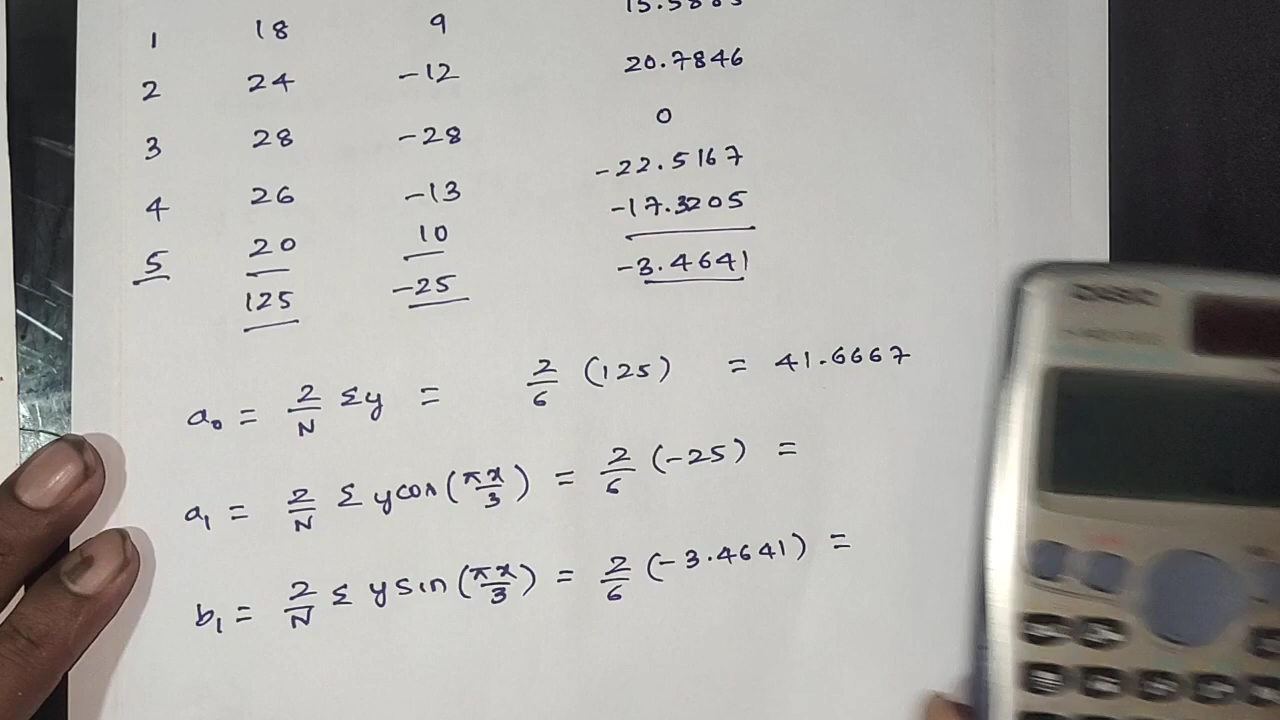 1 18 9 15.5885
2 24 -12 20.7846
3 28 -28 0
4 26 -13 -22.5167
5 20 10 -17.3205
125 -25 -3.4641
a₀ = 2/N Σy = 2/6 (125) = 41.6667
a₁ = 2/N Σ y cos(πx/3) = 2/6 (-25) =
b₁ = 2/N Σ y sin(πx/3) = 2/6 (-3.4641) =